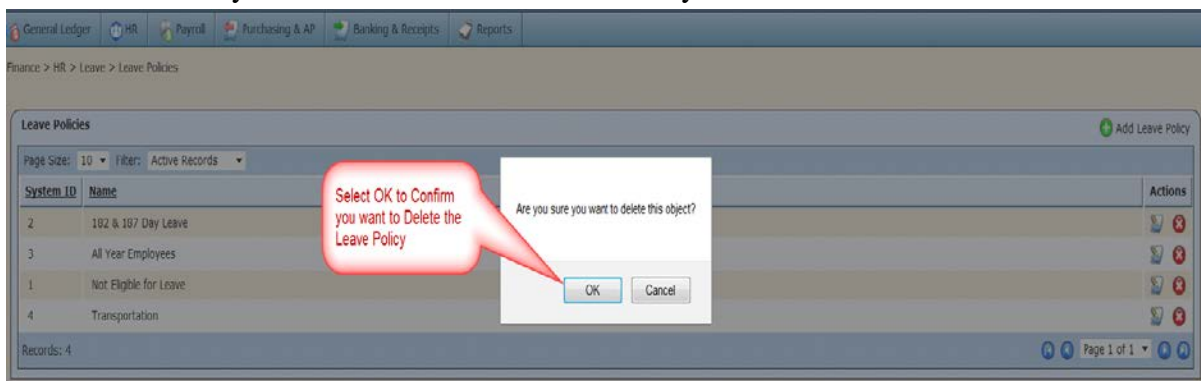 General Ledger HR Payroll Purchasing & AP Banking & Receipts Reports
Finance > HR > Leave > Leave Policies
Leave Policies Add Leave Policy
Page Size: 10 Filter: Active Records
System ID Name Actions
2 182 & 187 Day Leave
3 All Year Employees
1 Not Eligible for Leave
4 Transportation
Records: 4 Page 1 of 1
Select OK to Confirm
you want to Delete the
Leave Policy
Are you sure you want to delete this object?
OK Cancel